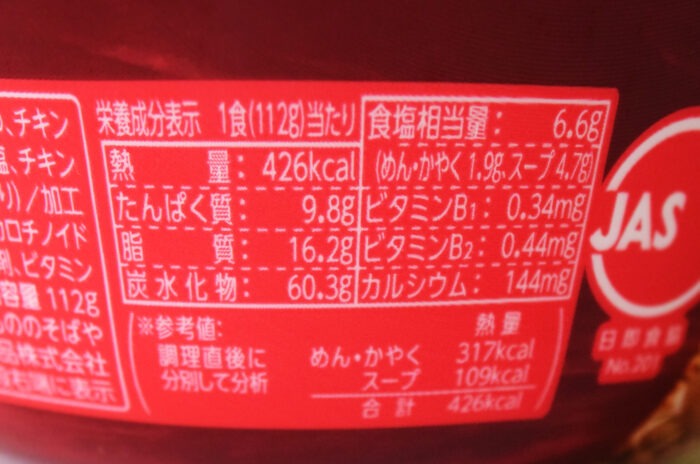 、チキン
塩、チキン
り)/加工
カロチノイド
剤、ビタミン
容容量 112g
ののそばや
品株式会社
右端に表示
栄養成分表示 1食(112g)当たり
熱量: 426kcal
たんぱく質: 9.8g
脂質: 16.2g
炭水化物: 60.3g
食塩相当量: 6.6g
(めん・かやく 1.9g、スープ 4.7g)
ビタミンB1: 0.34mg
ビタミンB2: 0.44mg
カルシウム: 144mg
※参考値: 熱量
調理直後に めん・かやく 317kcal
分別して分析 スープ 109kcal
合計 426kcal
JAS
日即食協
No.201